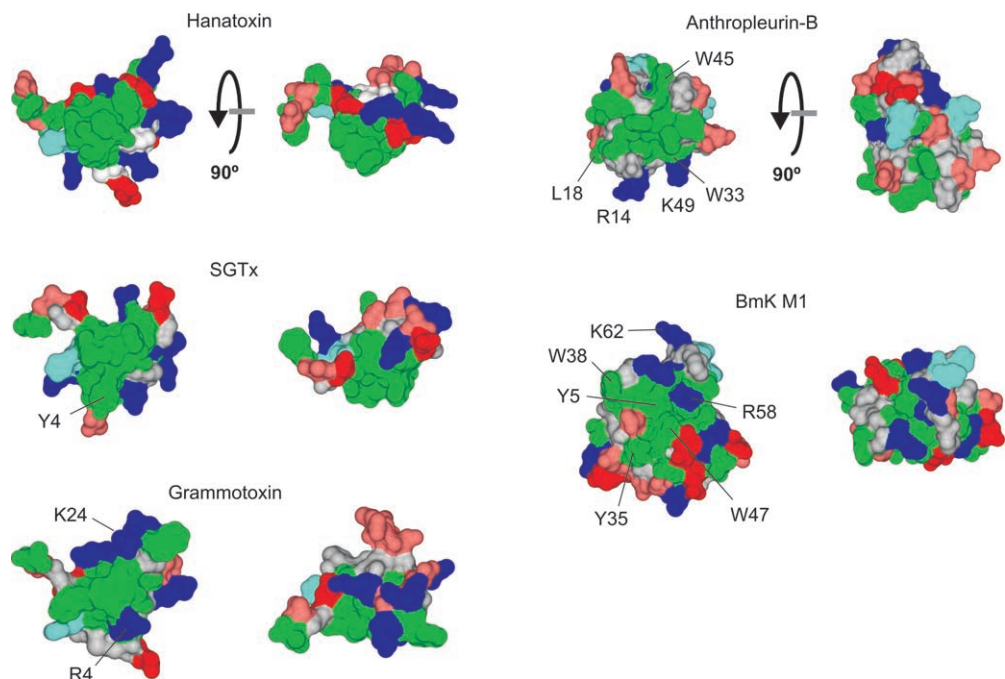 Hanatoxin
90º
SGTx
Y4
Grammotoxin
K24
R4
Anthropleurin-B
W45
90º
L18
R14
K49
W33
BmK M1
K62
W38
Y5
R58
Y35
W47